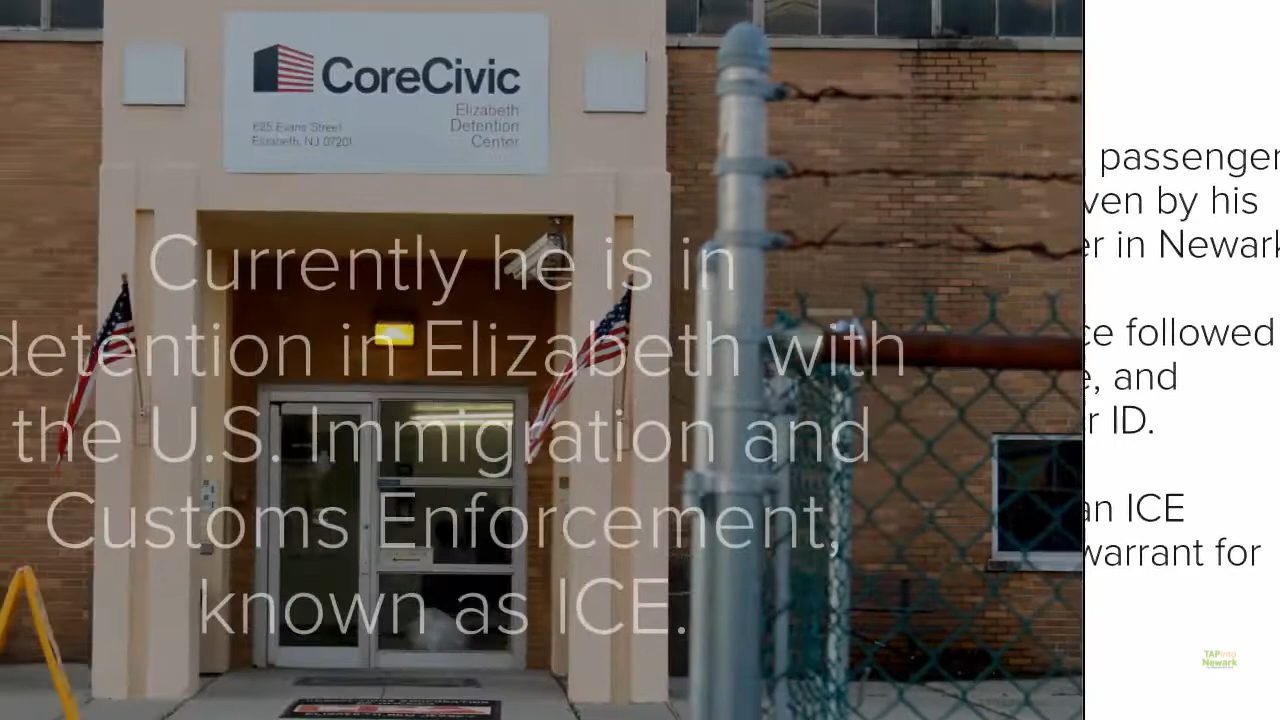 CoreCivic
Elizabeth
Detention
Center
625 Evans Street
Elizabeth, NJ 07201
Currently he is in
detention in Elizabeth with
the U.S. Immigration and
Customs Enforcement,
known as ICE.
passenger
ven by his
er in Newark
ce followed
e, and
r ID.
an ICE
warrant for
TAPinto
Newark